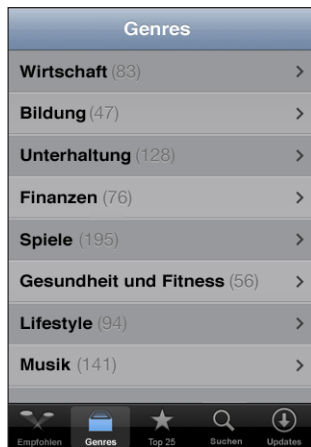 Genres
Wirtschaft (83)
Bildung (47)
Unterhaltung (128)
Finanzen (76)
Spiele (195)
Gesundheit und Fitness (56)
Lifestyle (94)
Musik (141)
Empfohlen Genres Top 25 Suchen Updates